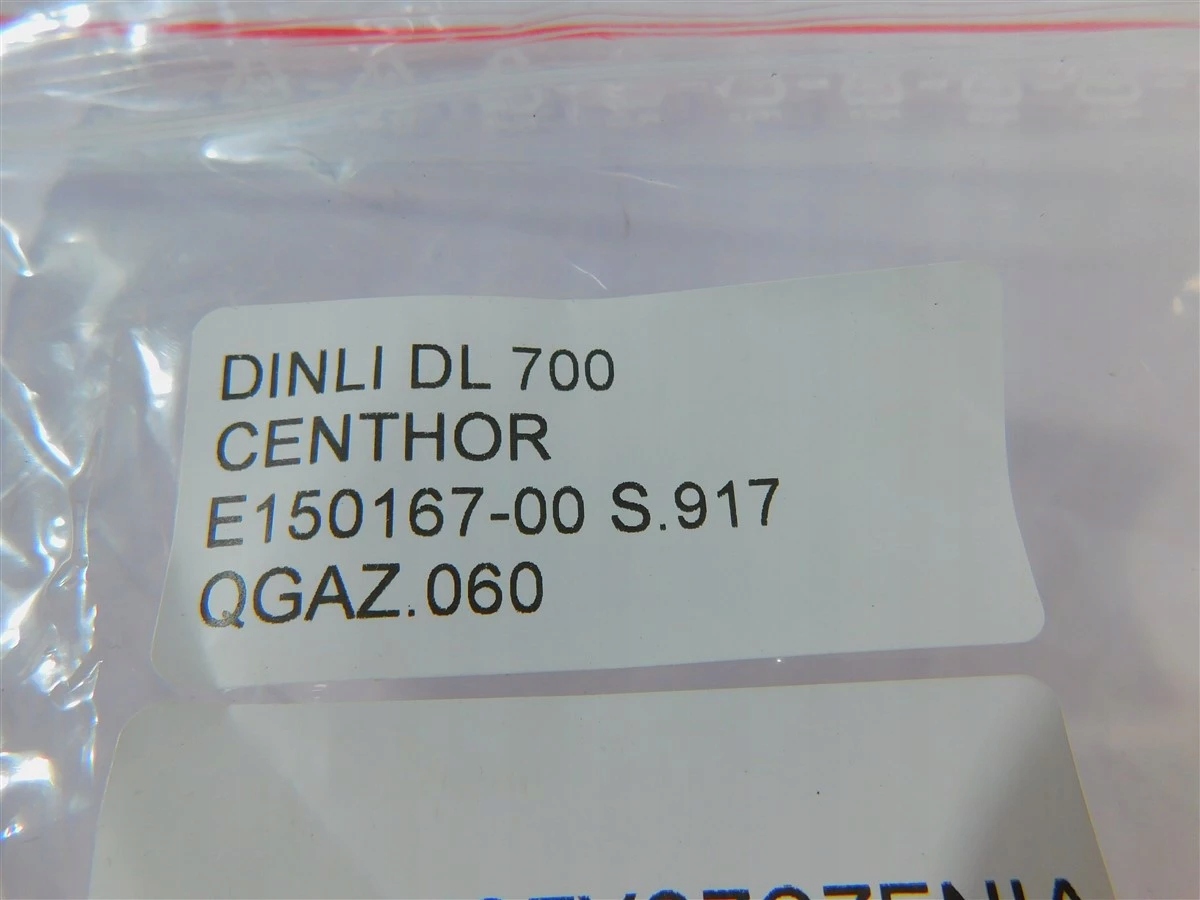 DINLI DL 700
CENTHOR
E150167-00 S.917
QGAZ.060